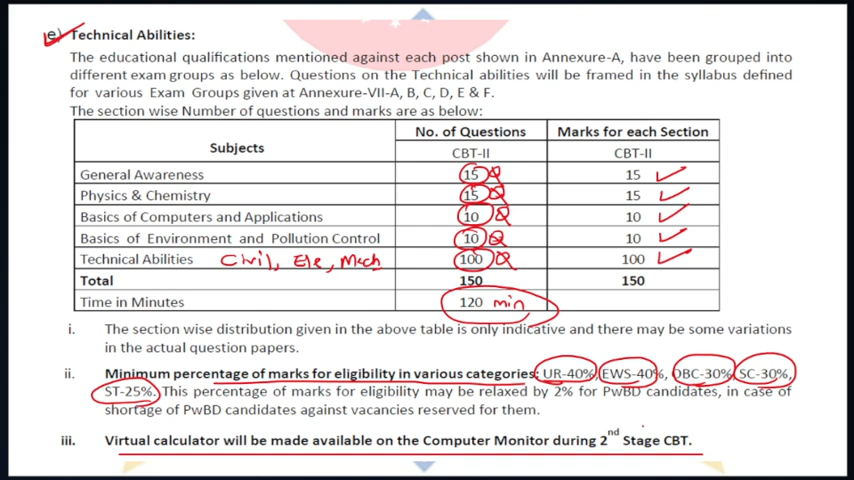 e) Technical Abilities:
The educational qualifications mentioned against each post shown in Annexure-A, have been grouped into
different exam groups as below. Questions on the Technical abilities will be framed in the syllabus defined
for various Exam Groups given at Annexure-VII-A, B, C, D, E & F.
The section wise Number of questions and marks are as below:
Subjects No. of Questions Marks for each Section
CBT-II CBT-II
General Awareness 15 Q 15
Physics & Chemistry 15 Q 15
Basics of Computers and Applications 10 Q 10
Basics of Environment and Pollution Control 10 Q 10
Technical Abilities Civil, Ele, Mech 100 Q 100
Total 150 150
Time in Minutes 120 min
i. The section wise distribution given in the above table is only indicative and there may be some variations
in the actual question papers.
ii. Minimum percentage of marks for eligibility in various categories: UR-40%, EWS-40%, OBC-30%, SC-30%,
ST-25%. This percentage of marks for eligibility may be relaxed by 2% for PwBD candidates, in case of
shortage of PwBD candidates against vacancies reserved for them.
iii. Virtual calculator will be made available on the Computer Monitor during 2nd Stage CBT.